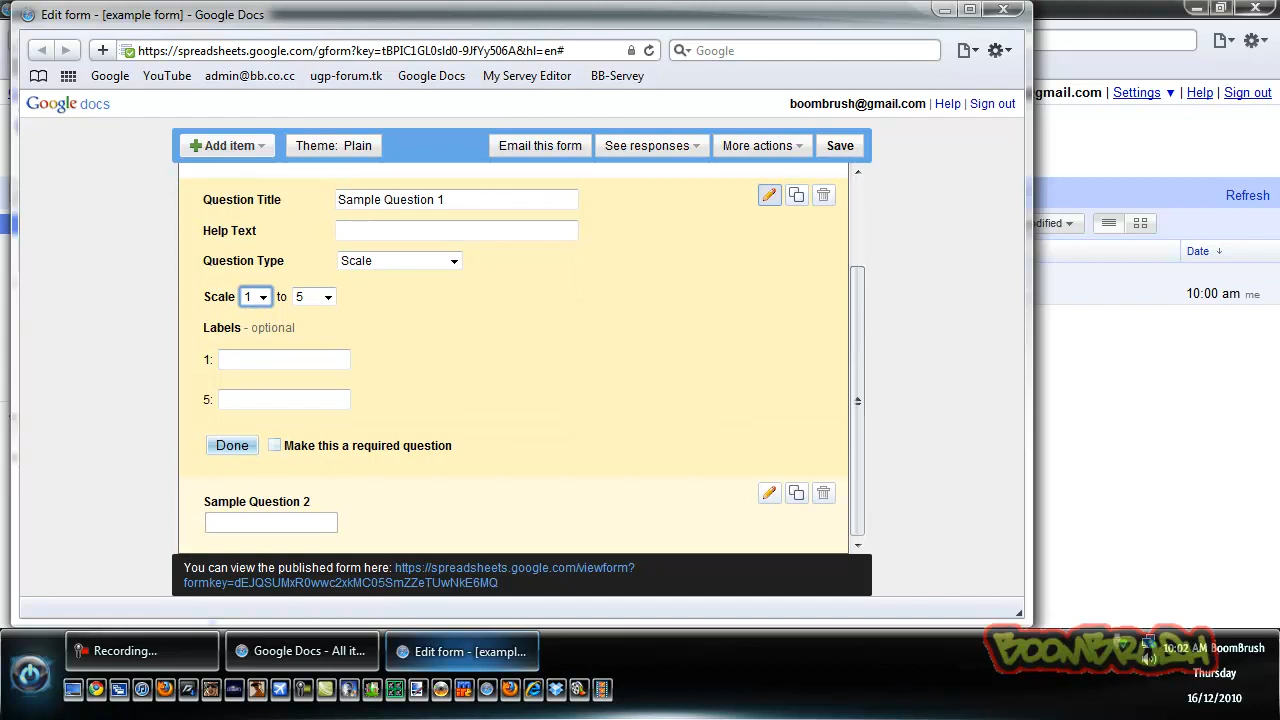 Edit form - [example form] - Google Docs
https://spreadsheets.google.com/gform?key=tBPIC1GL0sId0-9JfYy506A&hl=en#
Google
Google YouTube admin@bb.co.cc ugp-forum.tk Google Docs My Servey Editor BB-Servey
Google docs
boombrush@gmail.com | Help | Sign out
gmail.com | Settings ▼ | Help | Sign out
Add item Theme: Plain Email this form See responses More actions Save
Refresh
Question Title Sample Question 1
Help Text
Question Type Scale
Scale 1 to 5
Labels - optional
1:
5:
Done Make this a required question
Sample Question 2
dified
Date
10:00 am me
You can view the published form here: https://spreadsheets.google.com/viewform?
formkey=dEJQSUMxR0wwc2xkMC05SmZZeTUwNkE6MQ
Recording... Google Docs - All it... Edit form - [exampl...
BOOMBRUSH
10:02 AM BoomBrush
Thursday
16/12/2010